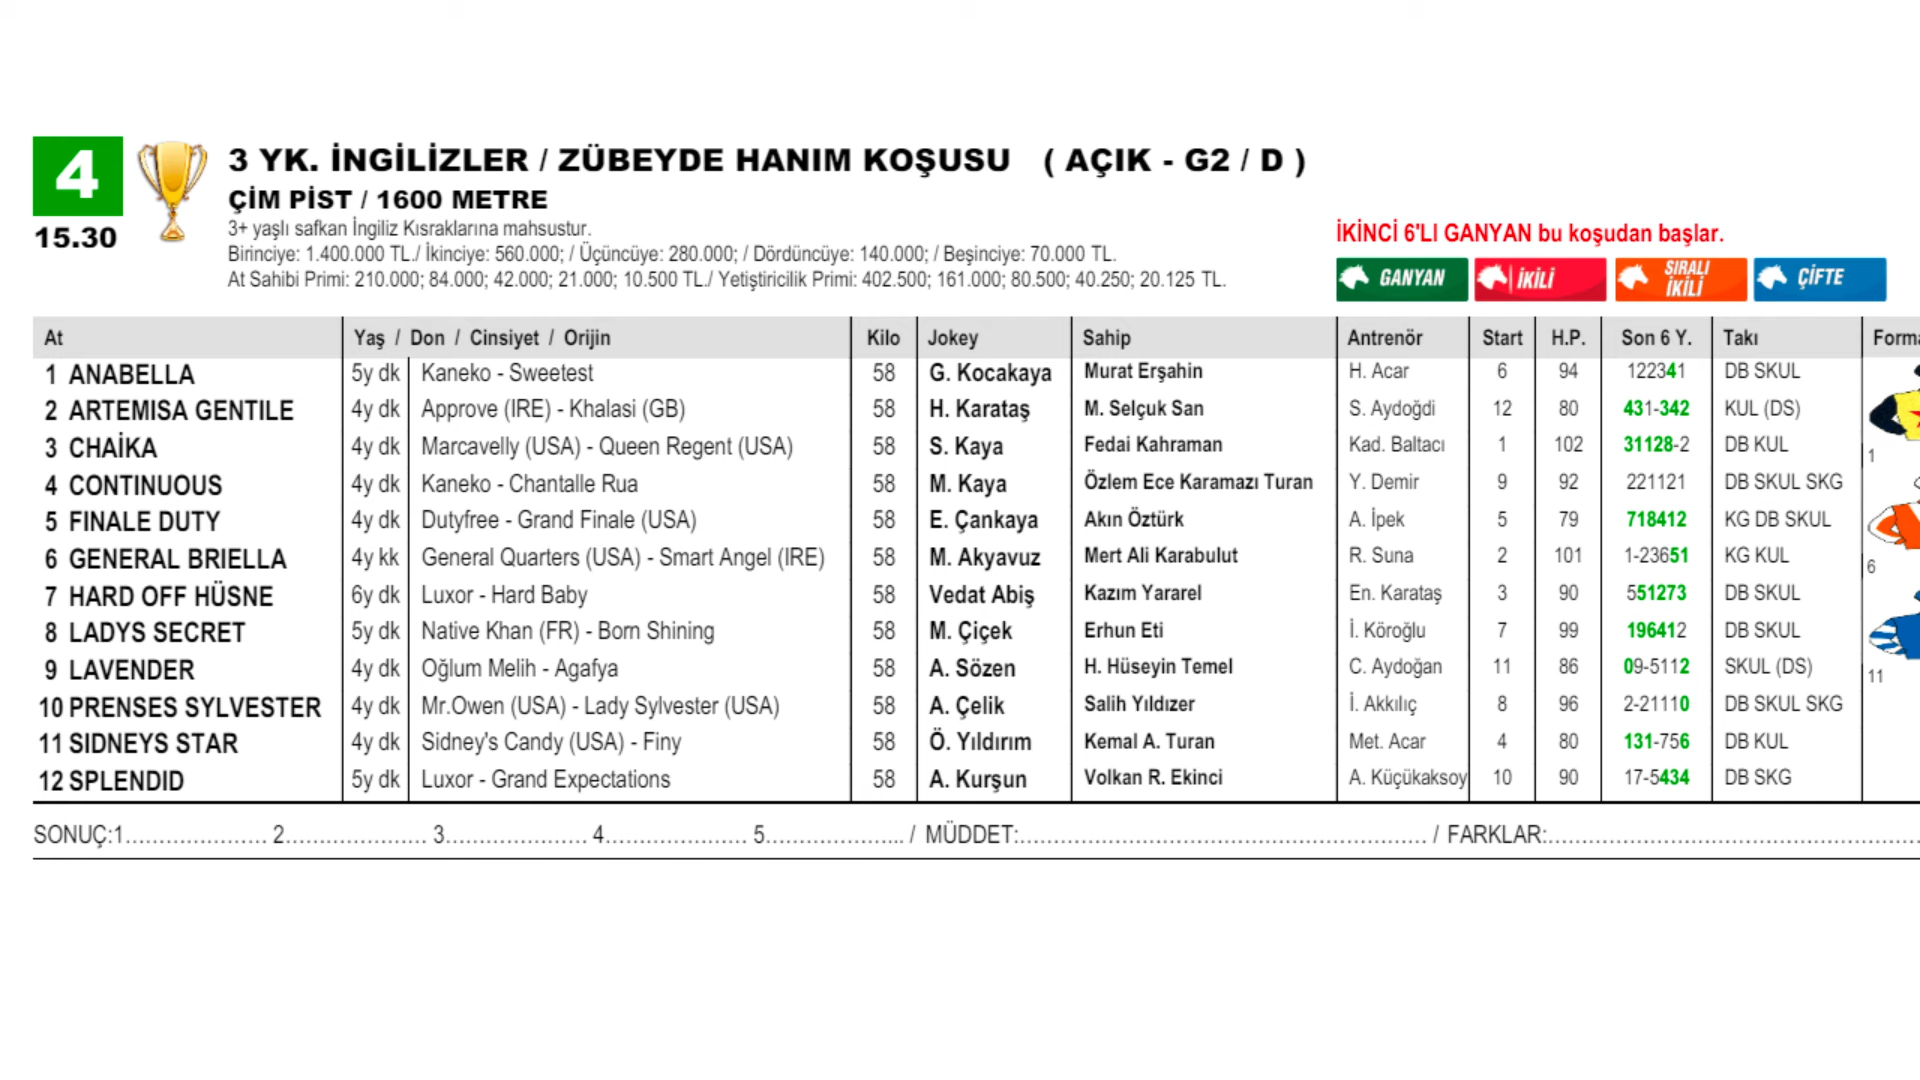 4
15.30
3 YK. İNGİLİZLER / ZÜBEYDE HANIM KOŞUSU ( AÇIK - G2 / D )
ÇİM PİST / 1600 METRE
3+ yaşlı safkan İngiliz Kısraklarına mahsustur.
Birinciye: 1.400.000 TL./ İkinciye: 560.000; / Üçüncüye: 280.000; / Dördüncüye: 140.000; / Beşinciye: 70.000 TL.
At Sahibi Primi: 210.000; 84.000; 42.000; 21.000; 10.500 TL./ Yetiştiricilik Primi: 402.500; 161.000; 80.500; 40.250; 20.125 TL.
İKİNCİ 6'LI GANYAN bu koşudan başlar.
GANYAN İKİLİ SIRALI İKİLİ ÇİFTE
At Yaş / Don / Cinsiyet / Orijin Kilo Jokey Sahip Antrenör Start H.P. Son 6 Y. Takı Forma
1 ANABELLA 5y dk Kaneko - Sweetest 58 G. Kocakaya Murat Erşahin H. Acar 6 94 122341 DB SKUL
2 ARTEMISA GENTILE 4y dk Approve (IRE) - Khalasi (GB) 58 H. Karataş M. Selçuk San S. Aydoğdi 12 80 431-342 KUL (DS)
3 CHAİKA 4y dk Marcavelly (USA) - Queen Regent (USA) 58 S. Kaya Fedai Kahraman Kad. Baltacı 1 102 31128-2 DB KUL
1
4 CONTINUOUS 4y dk Kaneko - Chantalle Rua 58 M. Kaya Özlem Ece Karamazı Turan Y. Demir 9 92 221121 DB SKUL SKG
5 FINALE DUTY 4y dk Dutyfree - Grand Finale (USA) 58 E. Çankaya Akın Öztürk A. İpek 5 79 718412 KG DB SKUL
6 GENERAL BRIELLA 4y kk General Quarters (USA) - Smart Angel (IRE) 58 M. Akyavuz Mert Ali Karabulut R. Suna 2 101 1-23651 KG KUL
6
7 HARD OFF HÜSNE 6y dk Luxor - Hard Baby 58 Vedat Abiş Kazım Yararel En. Karataş 3 90 551273 DB SKUL
8 LADYS SECRET 5y dk Native Khan (FR) - Born Shining 58 M. Çiçek Erhun Eti İ. Köroğlu 7 99 196412 DB SKUL
9 LAVENDER 4y dk Oğlum Melih - Agafya 58 A. Sözen H. Hüseyin Temel C. Aydoğan 11 86 09-5112 SKUL (DS)
11
10 PRENSES SYLVESTER 4y dk Mr.Owen (USA) - Lady Sylvester (USA) 58 A. Çelik Salih Yıldızer İ. Akkılıç 8 96 2-21110 DB SKUL SKG
11 SIDNEYS STAR 4y dk Sidney's Candy (USA) - Finy 58 Ö. Yıldırım Kemal A. Turan Met. Acar 4 80 131-756 DB KUL
12 SPLENDID 5y dk Luxor - Grand Expectations 58 A. Kurşun Volkan R. Ekinci A. Küçükaksoy 10 90 17-5434 DB SKG
SONUÇ:1..................... 2..................... 3..................... 4..................... 5..................... / MÜDDET:............................................................. / FARKLAR:........................................................